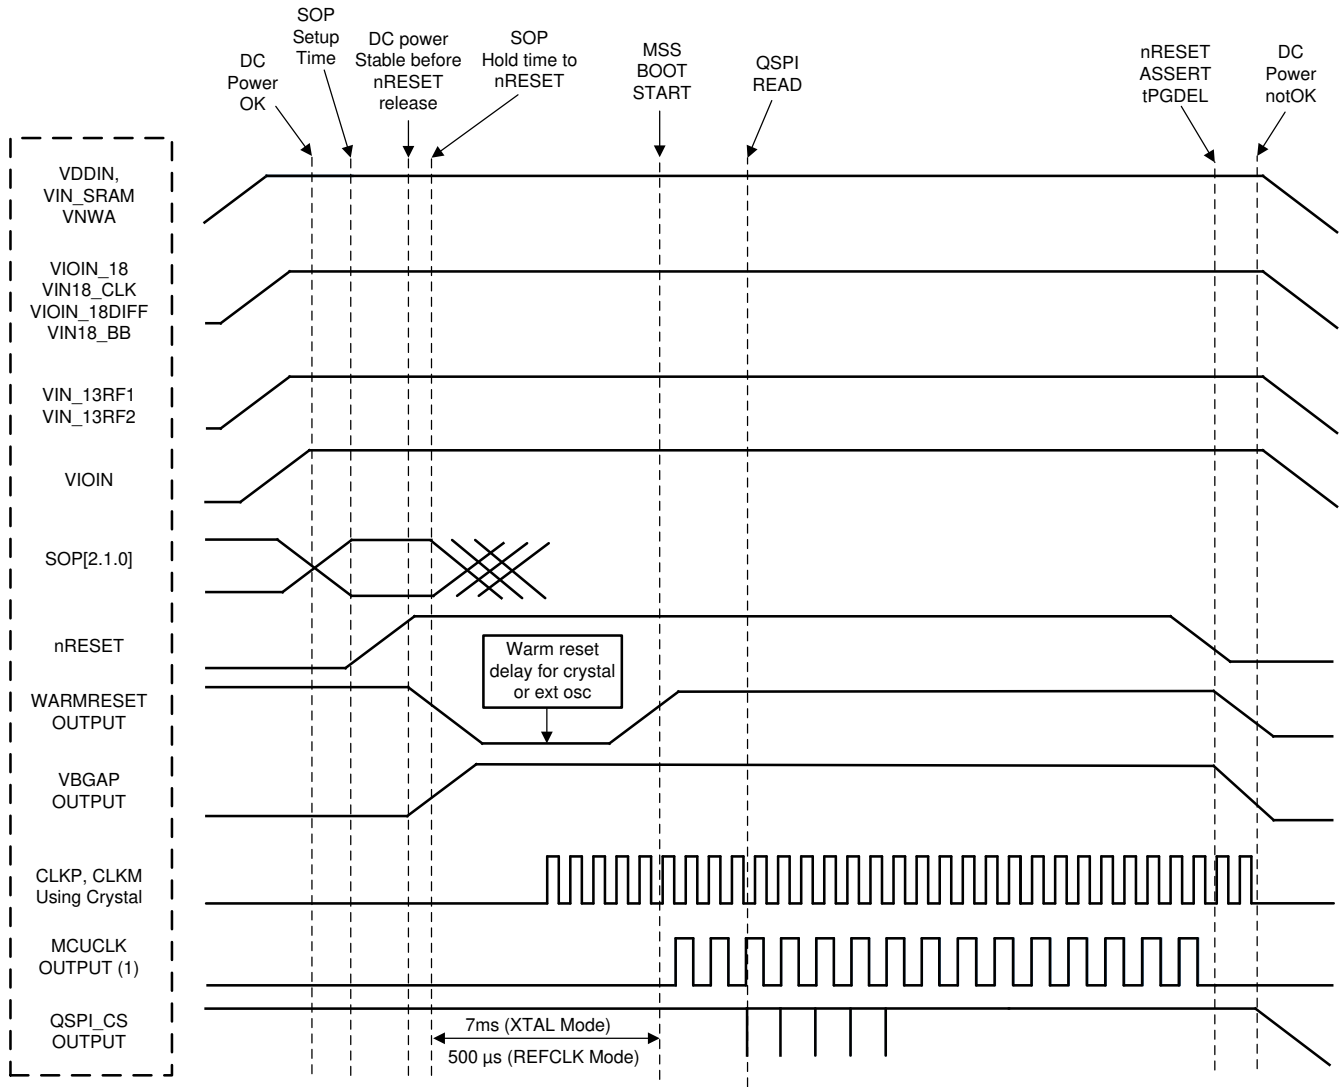 SOP
Setup
Time
DC
Power
OK
DC power
Stable before
nRESET
release
SOP
Hold time to
nRESET
MSS
BOOT
START
QSPI
READ
nRESET
ASSERT
tPGDEL
DC
Power
notOK
VDDIN,
VIN_SRAM
VNWA
VIOIN_18
VIN18_CLK
VIOIN_18DIFF
VIN18_BB
VIN_13RF1
VIN_13RF2
VIOIN
SOP[2.1.0]
nRESET
Warm reset
delay for crystal
or ext osc
WARMRESET
OUTPUT
VBGAP
OUTPUT
CLKP, CLKM
Using Crystal
MCUCLK
OUTPUT (1)
QSPI_CS
OUTPUT
7ms (XTAL Mode)
500 µs (REFCLK Mode)